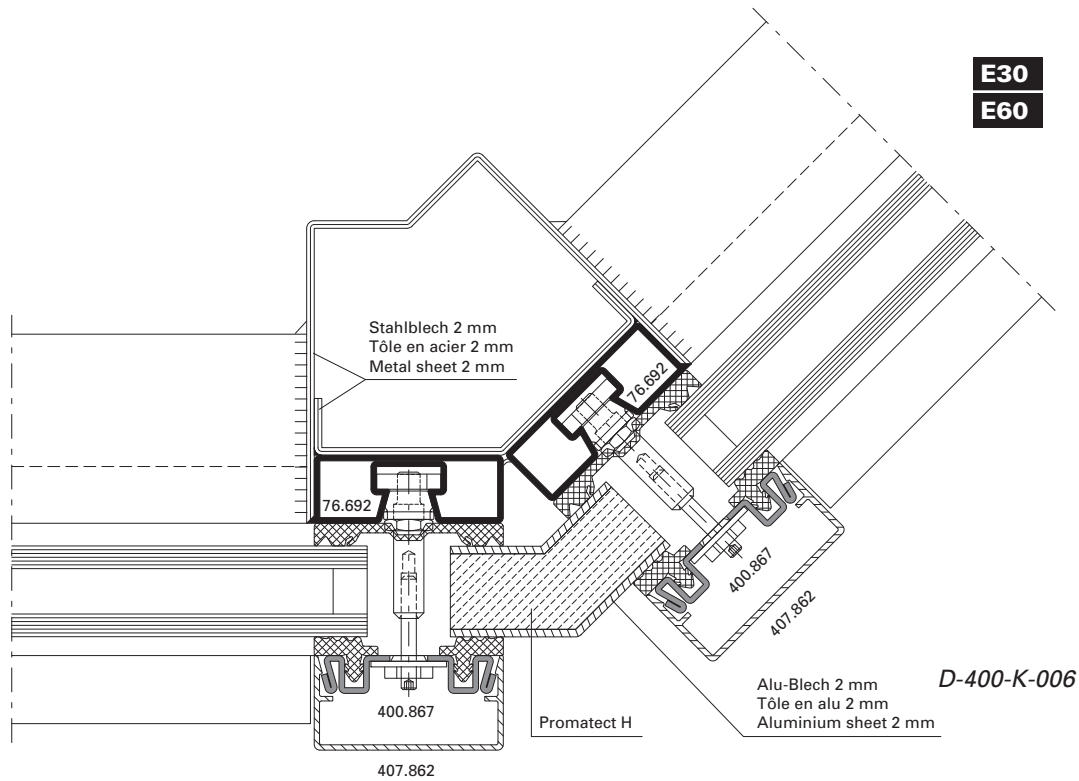 E30
E60
Stahlblech 2 mm
Tôle en acier 2 mm
Metal sheet 2 mm
76.692
76.692
400.867
407.862
400.867
407.862
Promatect H
Alu-Blech 2 mm
Tôle en alu 2 mm
Aluminium sheet 2 mm
D-400-K-006